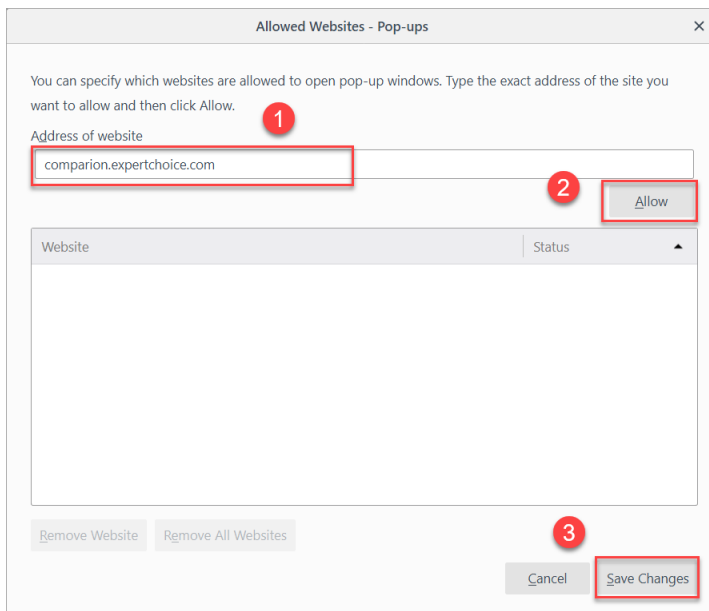 Allowed Websites - Pop-ups
You can specify which websites are allowed to open pop-up windows. Type the exact address of the site you
want to allow and then click Allow.
1
Address of website
comparion.expertchoice.com
2
Allow
Website Status
Remove Website Remove All Websites
3
Cancel Save Changes